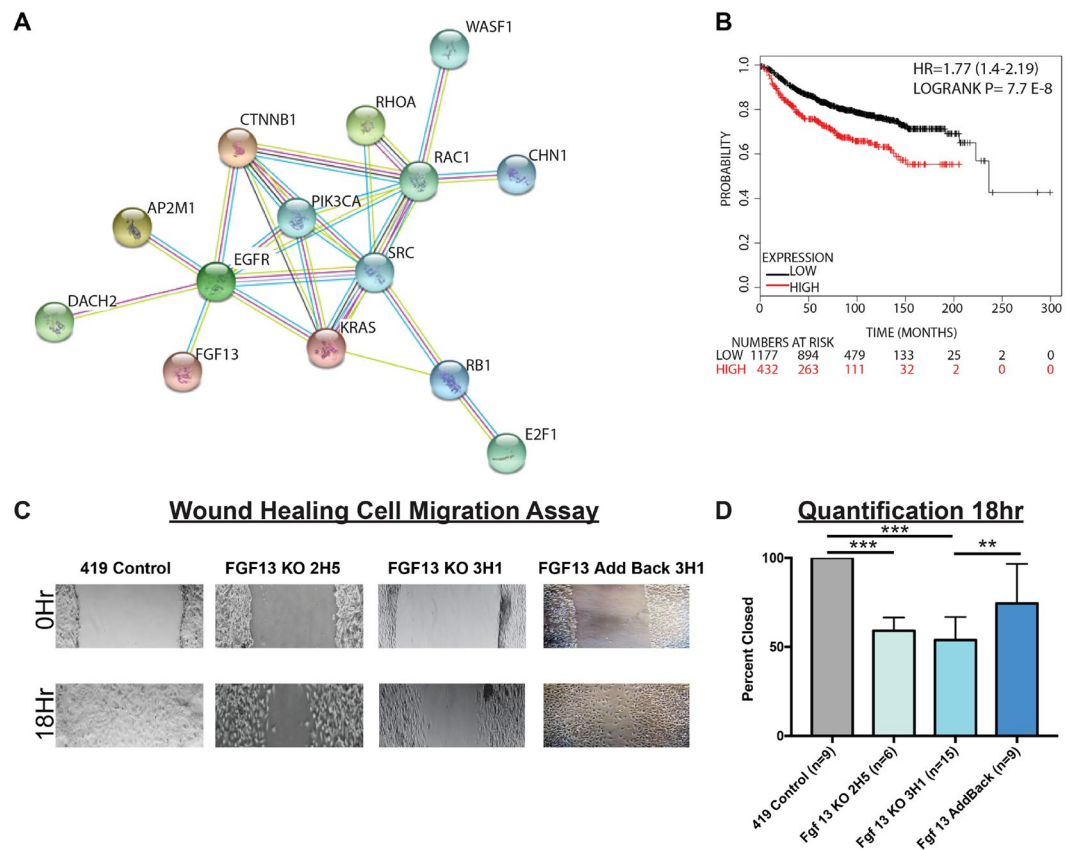 A
WASF1
RHOA
CTNNB1
CHN1
RAC1
PIK3CA
AP2M1
SRC
EGFR
DACH2
KRAS
FGF13
RB1
E2F1
B
HR=1.77 (1.4-2.19)
LOGRANK P= 7.7 E-8
PROBABILITY
1.0
0.8
0.6
0.4
0.2
0.0
EXPRESSION
LOW
HIGH
0 50 100 150 200 250 300
TIME (MONTHS)
NUMBERS AT RISK
LOW 1177 894 479 133 25 2 0
HIGH 432 263 111 32 2 0 0
C
Wound Healing Cell Migration Assay
419 Control FGF13 KO 2H5 FGF13 KO 3H1 FGF13 Add Back 3H1
0Hr
18Hr
D
Quantification 18hr
***
*** **
Percent Closed
100
50
0
419 Control (n=9)
Fgf 13 KO 2H5 (n=6)
Fgf 13 KO 3H1 (n=15)
Fgf 13 AddBack (n=9)